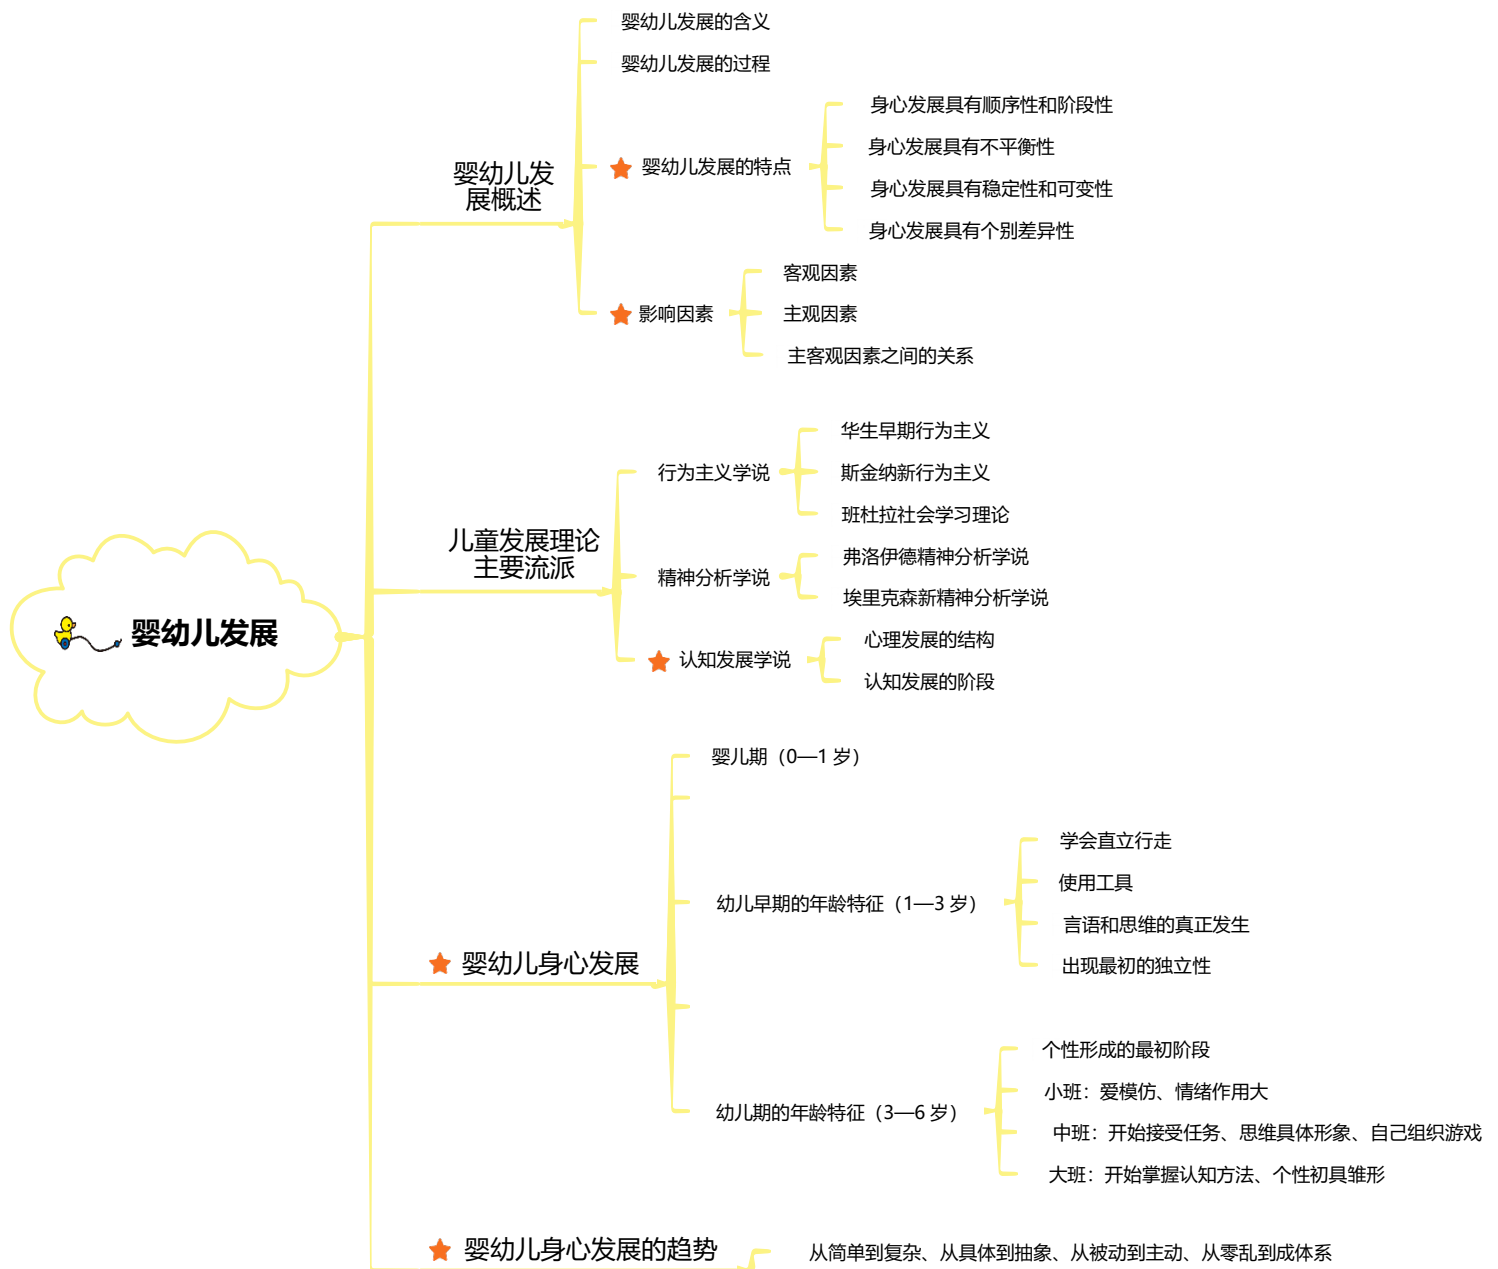 婴幼儿发展
婴幼儿发
展概述
婴幼儿发展的含义
婴幼儿发展的过程
婴幼儿发展的特点
身心发展具有顺序性和阶段性
身心发展具有不平衡性
身心发展具有稳定性和可变性
身心发展具有个别差异性
影响因素
客观因素
主观因素
主客观因素之间的关系
儿童发展理论
主要流派
行为主义学说
华生早期行为主义
斯金纳新行为主义
班杜拉社会学习理论
精神分析学说
弗洛伊德精神分析学说
埃里克森新精神分析学说
认知发展学说
心理发展的结构
认知发展的阶段
婴幼儿身心发展
婴儿期（0—1 岁）
幼儿早期的年龄特征（1—3 岁）
学会直立行走
使用工具
言语和思维的真正发生
出现最初的独立性
幼儿期的年龄特征（3—6 岁）
个性形成的最初阶段
小班：爱模仿、情绪作用大
中班：开始接受任务、思维具体形象、自己组织游戏
大班：开始掌握认知方法、个性初具雏形
婴幼儿身心发展的趋势
从简单到复杂、从具体到抽象、从被动到主动、从零乱到成体系